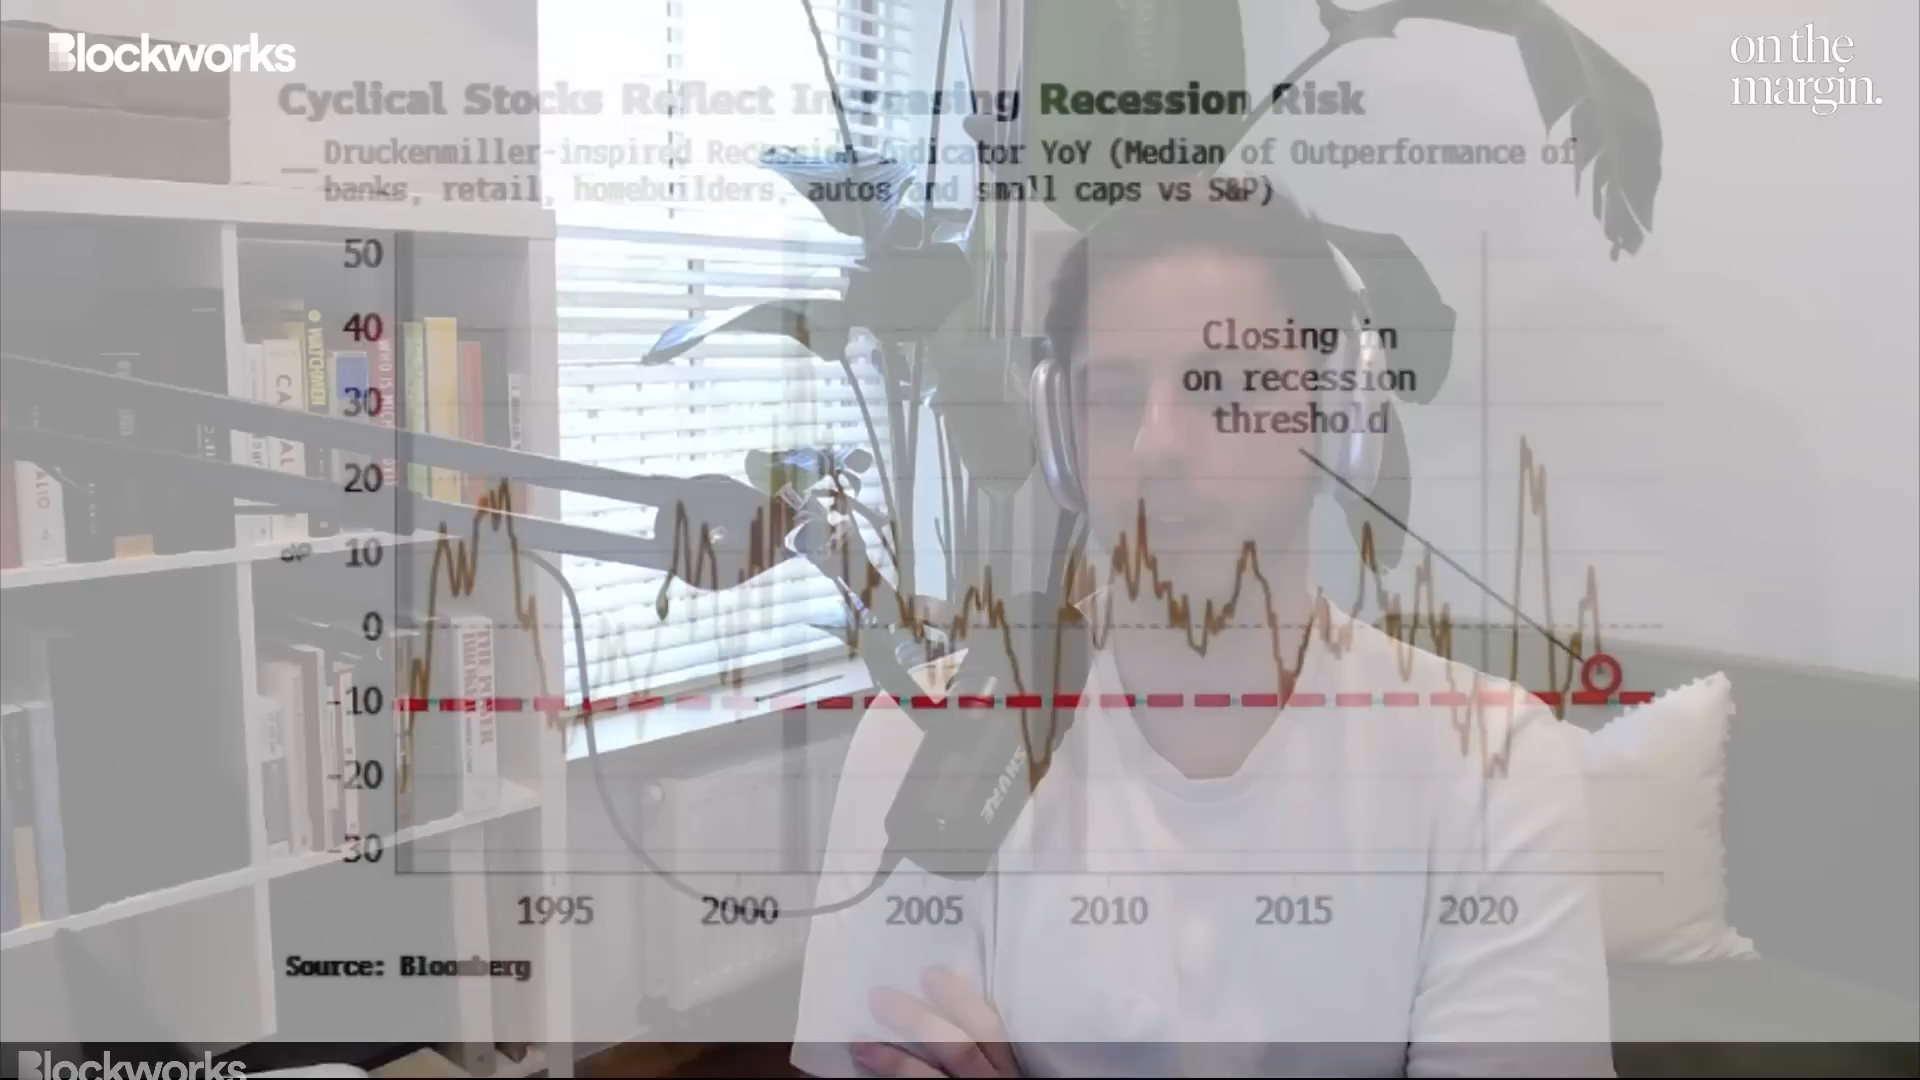 Blockworks
on the
margin.
Cyclical Stocks Reflect Increasing Recession Risk
Druckenmiller-inspired Recession Indicator YoY (Median of Outperformance of
banks, retail, homebuilders, autos and small caps vs S&P)
50
40
30
20
10
0
-10
-20
-30
%
Closing in
on recession
threshold
1995
2000
2005
2010
2015
2020
Source: Bloomberg
CAPITAL
SHURE
Blockworks